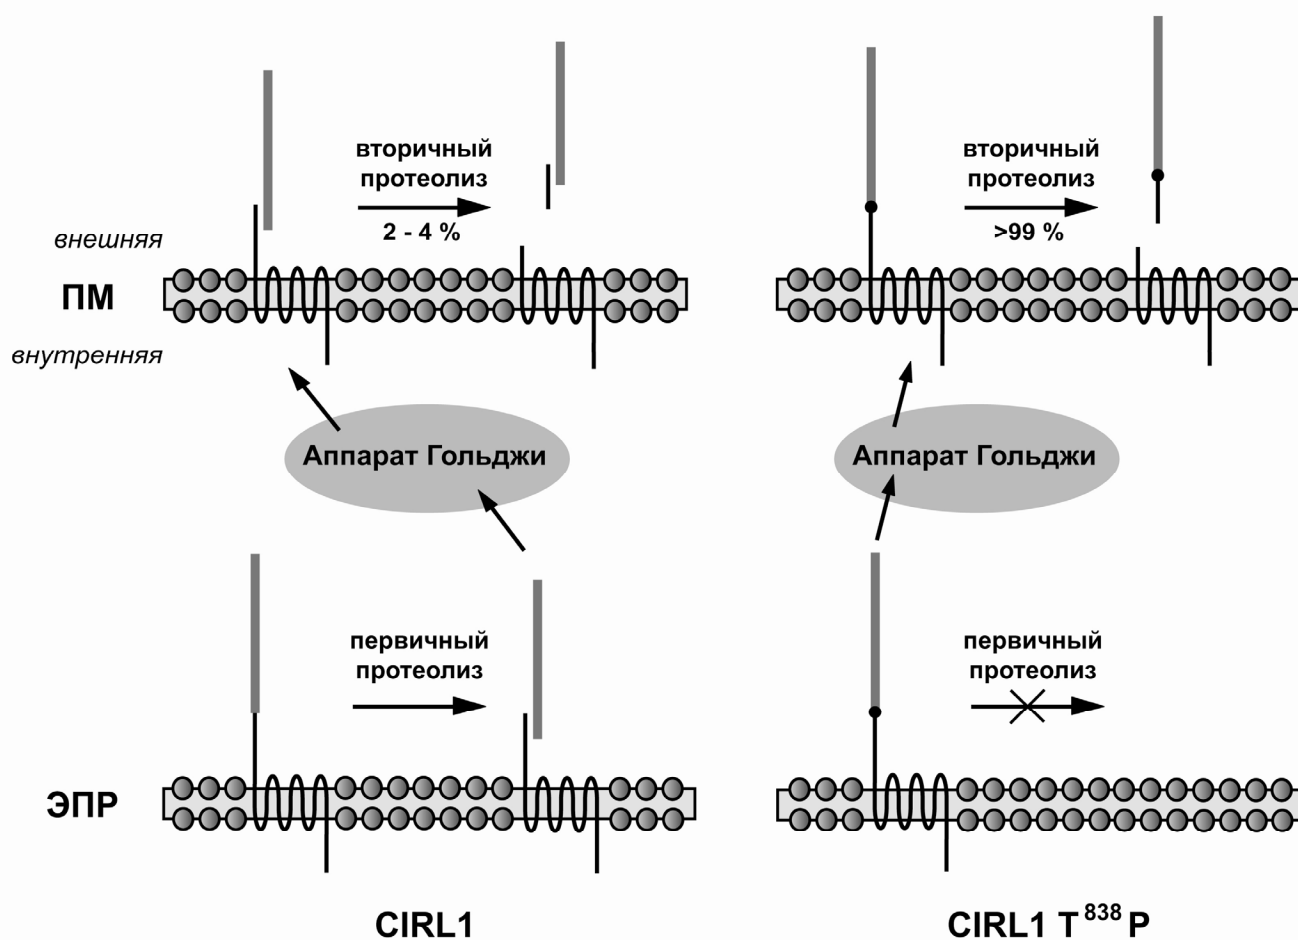 вторичный
протеолиз
2 - 4 %
вторичный
протеолиз
>99 %
внешняя
ПМ
внутренняя
Аппарат Гольджи
Аппарат Гольджи
первичный
протеолиз
первичный
протеолиз
ЭПР
CIRL1
CIRL1 T⁸³⁸P